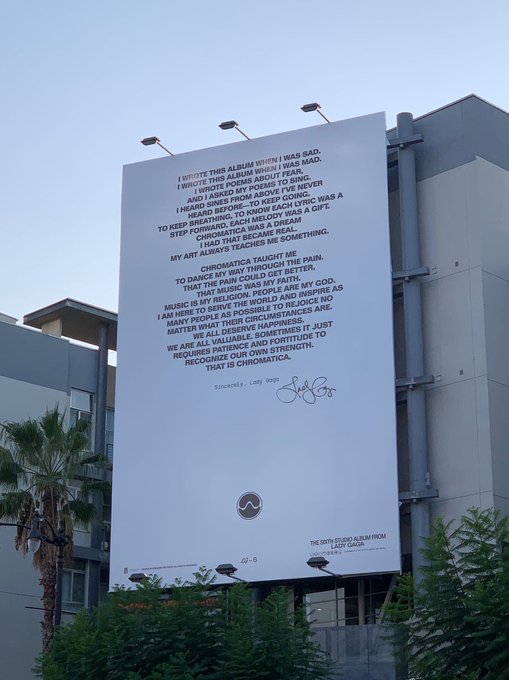 I WROTE THIS ALBUM WHEN I WAS SAD.
I WROTE THIS ALBUM WHEN I WAS MAD.
I WROTE POEMS ABOUT FEAR,
AND I ASKED MY POEMS TO SING.
I HEARD SINES FROM ABOVE I'VE NEVER
HEARD BEFORE—TO KEEP GOING,
TO KEEP BREATHING, TO KNOW EACH LYRIC WAS A
STEP FORWARD, EACH MELODY WAS A GIFT.
CHROMATICA WAS A DREAM
I HAD THAT BECAME REAL.
MY ART ALWAYS TEACHES ME SOMETHING.
CHROMATICA TAUGHT ME
TO DANCE MY WAY THROUGH THE PAIN.
THAT THE PAIN COULD GET BETTER,
THAT MUSIC WAS MY FAITH.
MUSIC IS MY RELIGION. PEOPLE ARE MY GOD.
I AM HERE TO SERVE THE WORLD AND INSPIRE AS
MANY PEOPLE AS POSSIBLE TO REJOICE NO
MATTER WHAT THEIR CIRCUMSTANCES ARE.
WE ALL DESERVE HAPPINESS.
WE ARE ALL VALUABLE. SOMETIMES IT JUST
REQUIRES PATIENCE AND FORTITUDE TO
RECOGNIZE OUR OWN STRENGTH.
THAT IS CHROMATICA.
Sincerely, Lady Gaga
Lady Gaga
LG—6
THE SIXTH STUDIO ALBUM FROM
LADY GAGA